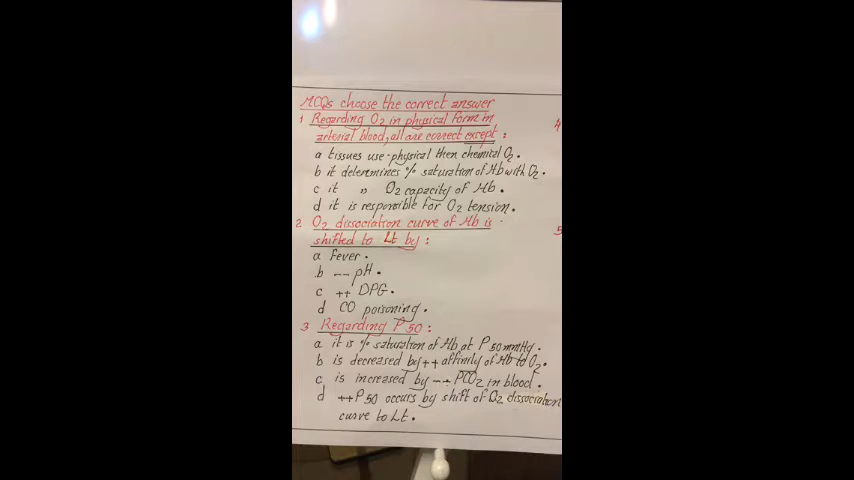 MCQs choose the correct answer
1 Regarding O2 in physical form in
arterial blood, all are correct except :
a tissues use physical then chemical O2.
b it determines % saturation of Hb with O2.
c it " O2 capacity of Hb.
d it is responsible for O2 tension.
2 O2 dissociation curve of Hb is
shifted to Lt by :
a Fever.
b -- pH.
c ++ DPG.
d CO poisoning.
3 Regarding P50 :
a it is % saturation of Hb at P 50 mmHg.
b is decreased by ++ affinity of Hb to O2.
c is increased by -- PCO2 in blood.
d ++ P50 occurs by shift of O2 dissociation
curve to Lt.
4
5